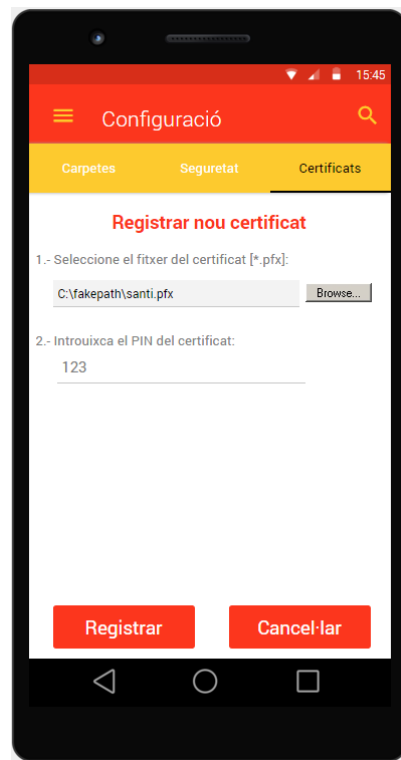 15:45
Configuració
Carpetes Seguretat Certificats
Registrar nou certificat
1.- Seleccione el fitxer del certificat [*.pfx]:
C:\fakepath\santi.pfx Browse...
2.- Introuixca el PIN del certificat:
123
Registrar Cancel·lar